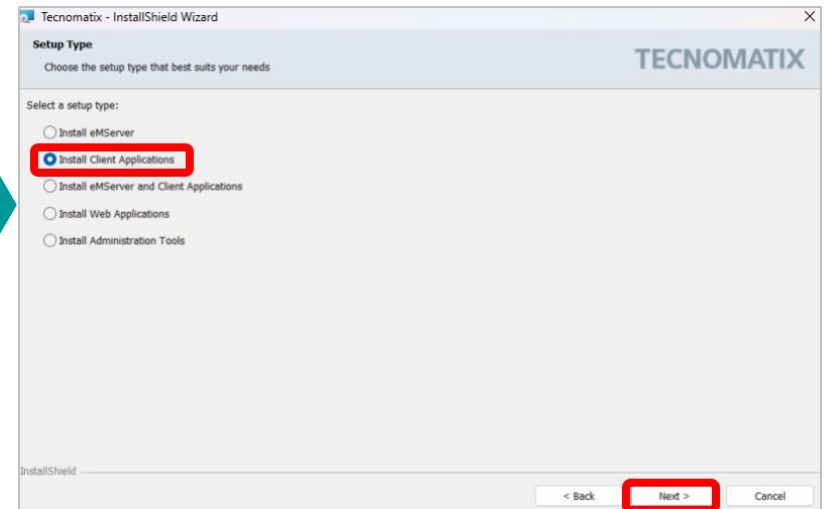 Tecnomatix - InstallShield Wizard
Setup Type
Choose the setup type that best suits your needs
TECNOMATIX
Select a setup type:
Install eMServer
Install Client Applications
Install eMServer and Client Applications
Install Web Applications
Install Administration Tools
InstallShield
< Back Next > Cancel